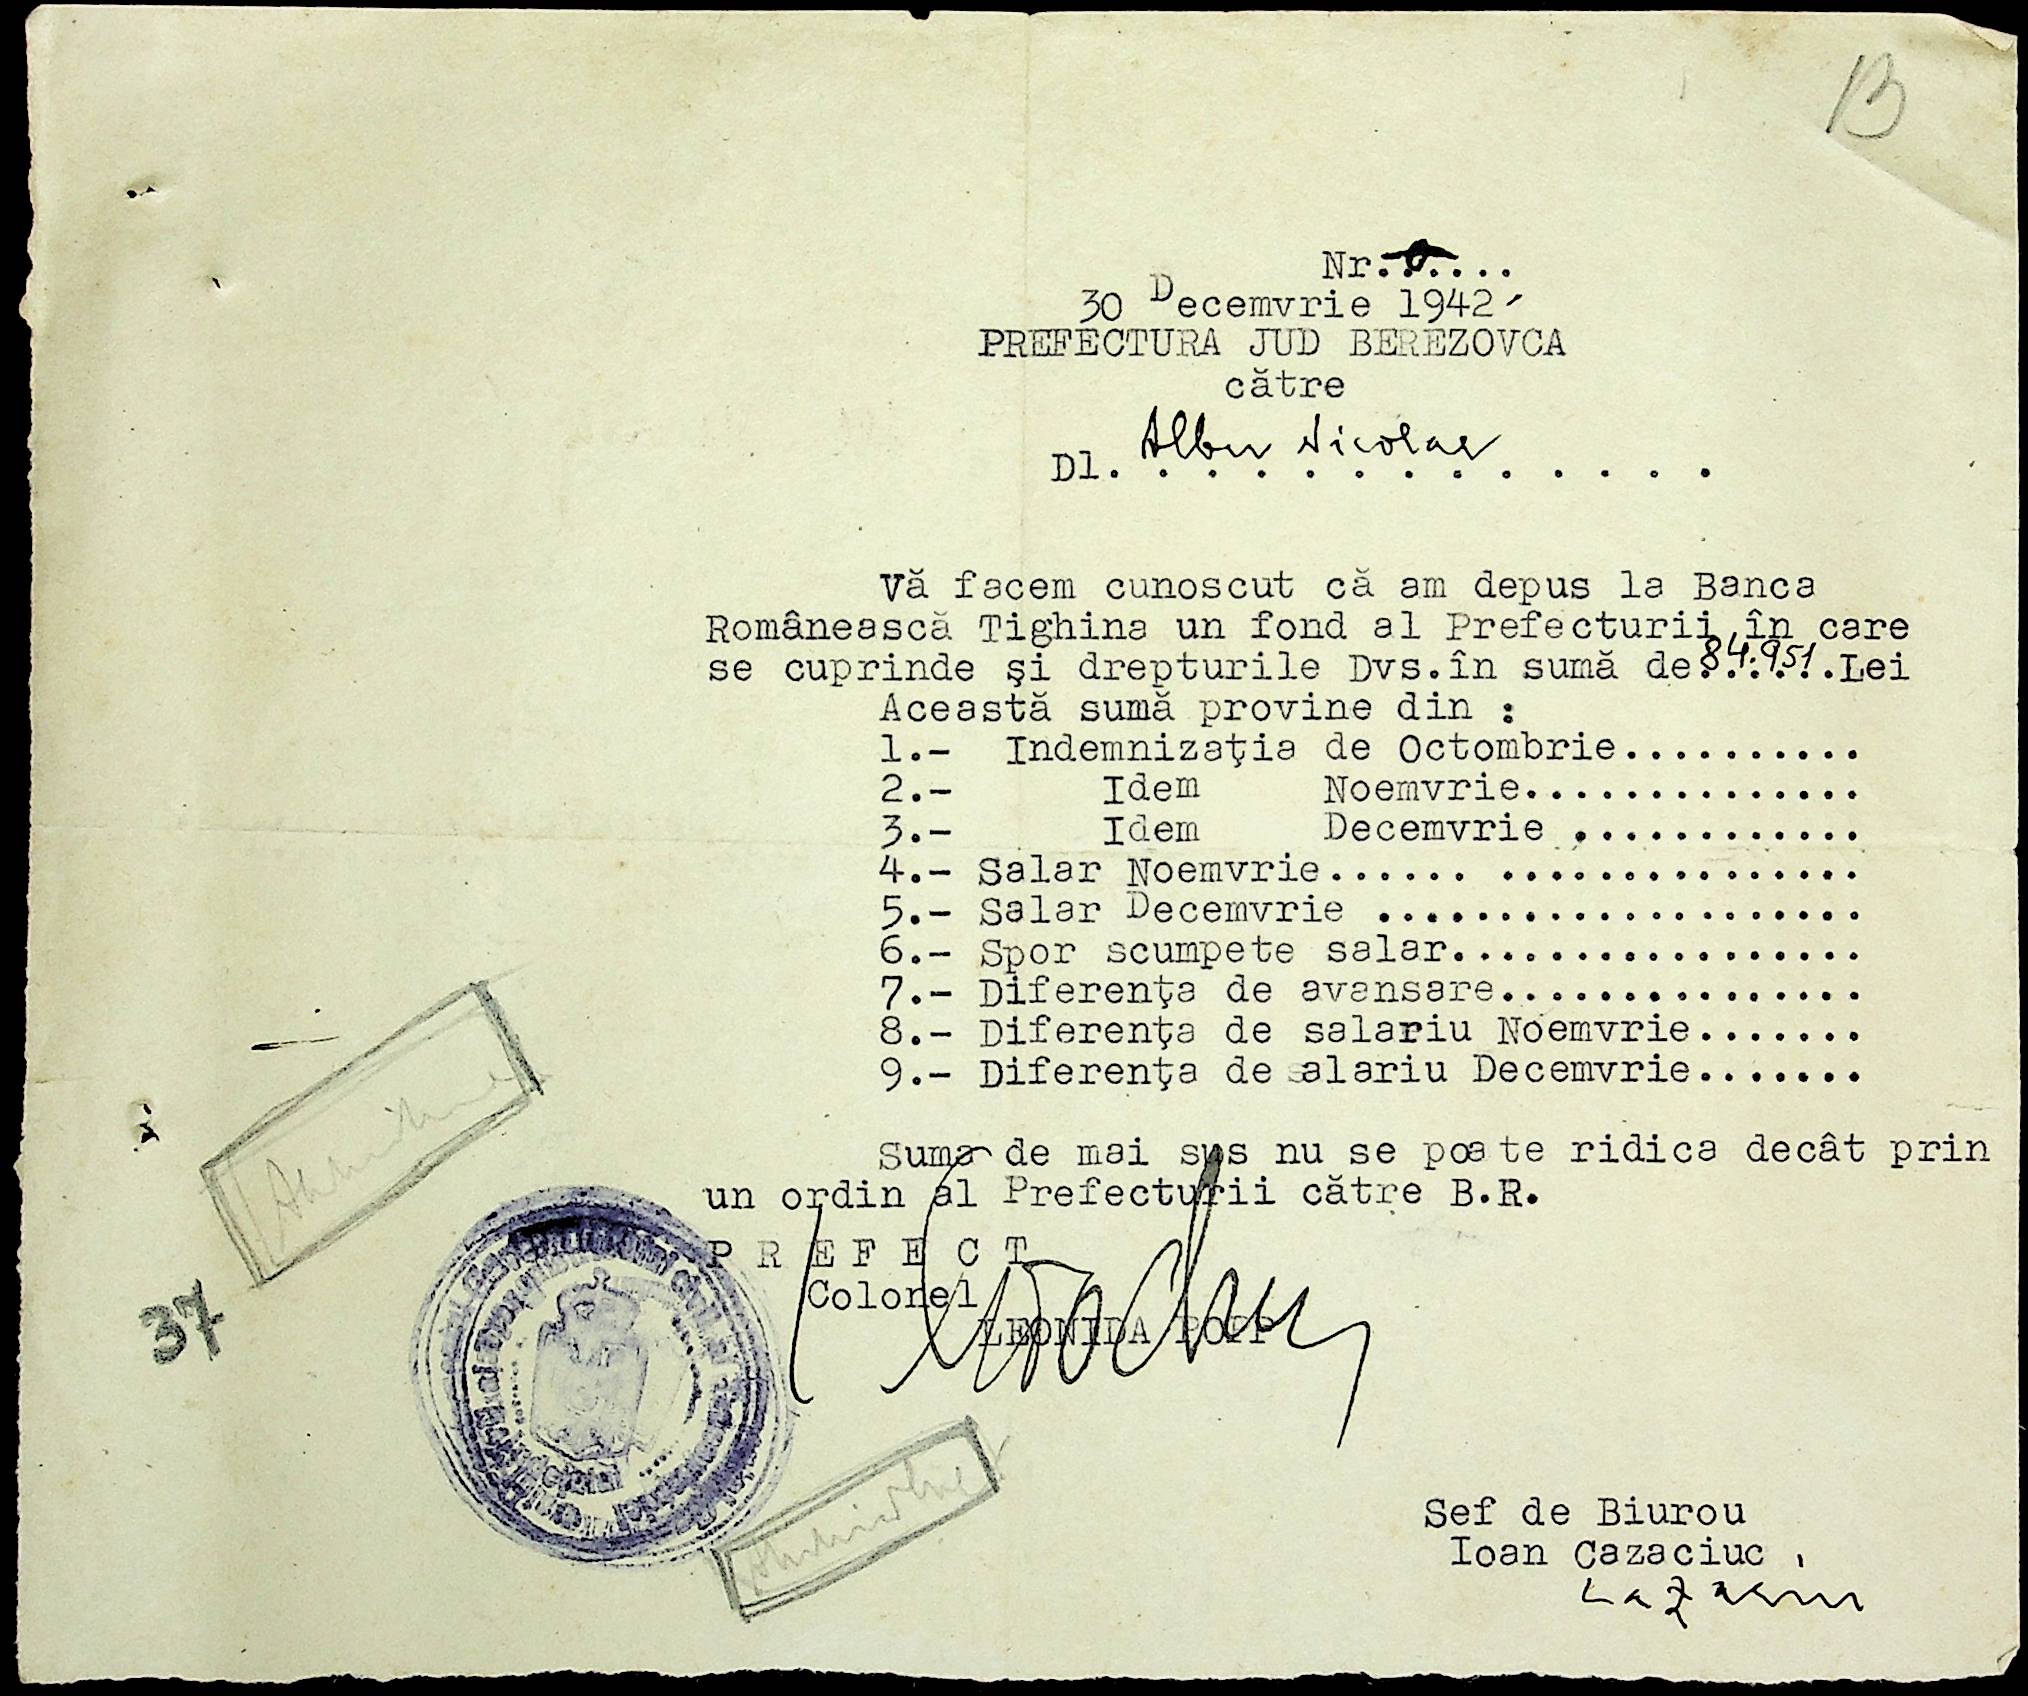 B
Nr.......
30 Decemvrie 1942
PREFECTURA JUD BEREZOVCA
către
Dl. Albu Nicolae . . . . .
Vă facem cunoscut că am depus la Banca
Românească Tighina un fond al Prefecturii, în care
se cuprinde şi drepturile Dvs.în sumă de 84.951.Lei
Această sumă provine din :
1.- Indemnizaţia de Octombrie..........
2.- Idem Noemvrie..............
3.- Idem Decemvrie ............
4.- Salar Noemvrie...... ...............
5.- Salar Decemvrie ....................
6.- Spor scumpete salar.................
7.- Diferenţa de avansare...............
8.- Diferenţa de salariu Noemvrie.......
9.- Diferenţa de salariu Decemvrie.......
Suma de mai sus nu se poate ridica decât prin
un ordin al Prefecturii către B.R.
P R E F E C T
Colonel
LEONIDA POPP
37
Sef de Biurou
Ioan Cazaciuc